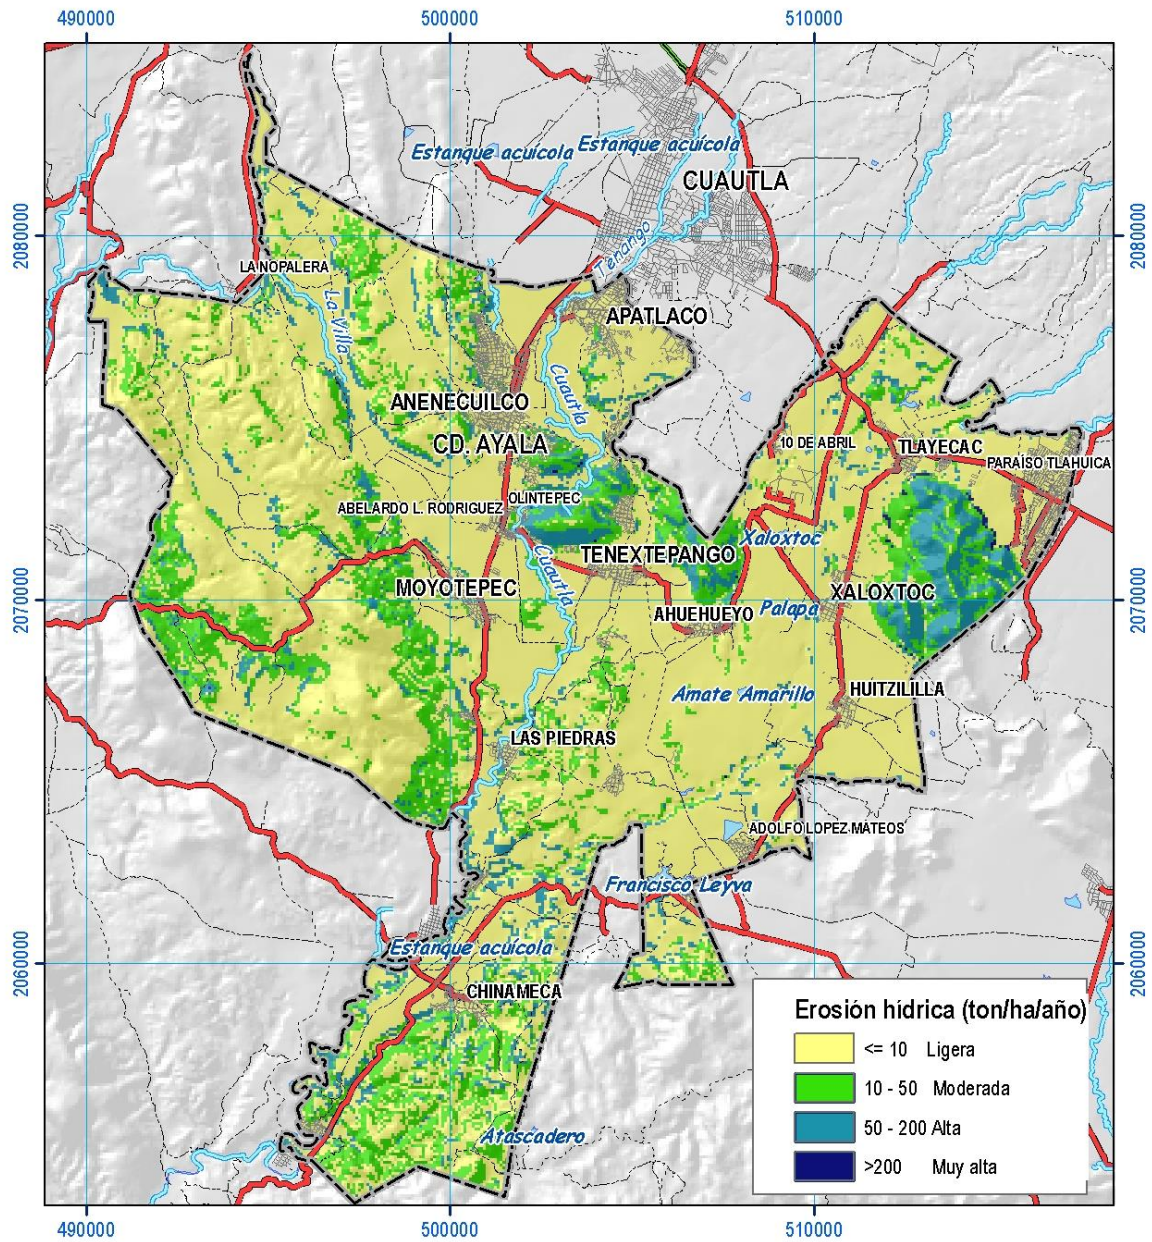 490000
500000
510000
Estanque acuícola
Estanque acuícola
CUAUTLA
2080000
2080000
Tenango
LA NOPALERA
La Villa
APATLACO
Cuautla
ANENECUILCO
CD. AYALA
10 DE ABRIL
TLAYECAC
PARAÍSO TLAHUICA
ABELARDO L. RODRIGUEZ
OLINTEPEC
Xaloxtoc
TENEXTEPANGO
Cuautla
MOYOTEPEC
XALOXTOC
2070000
AHUEHUEYO
Palapa
2070000
Amate Amarillo
HUITZILILLA
LAS PIEDRAS
ADOLFO LOPEZ MATEOS
Francisco Leyva
Estanque acuícola
2060000
2060000
CHINAMECA
Erosión hídrica (ton/ha/año)
<= 10 Ligera
10 - 50 Moderada
50 - 200 Alta
>200 Muy alta
Atascadero
490000
500000
510000